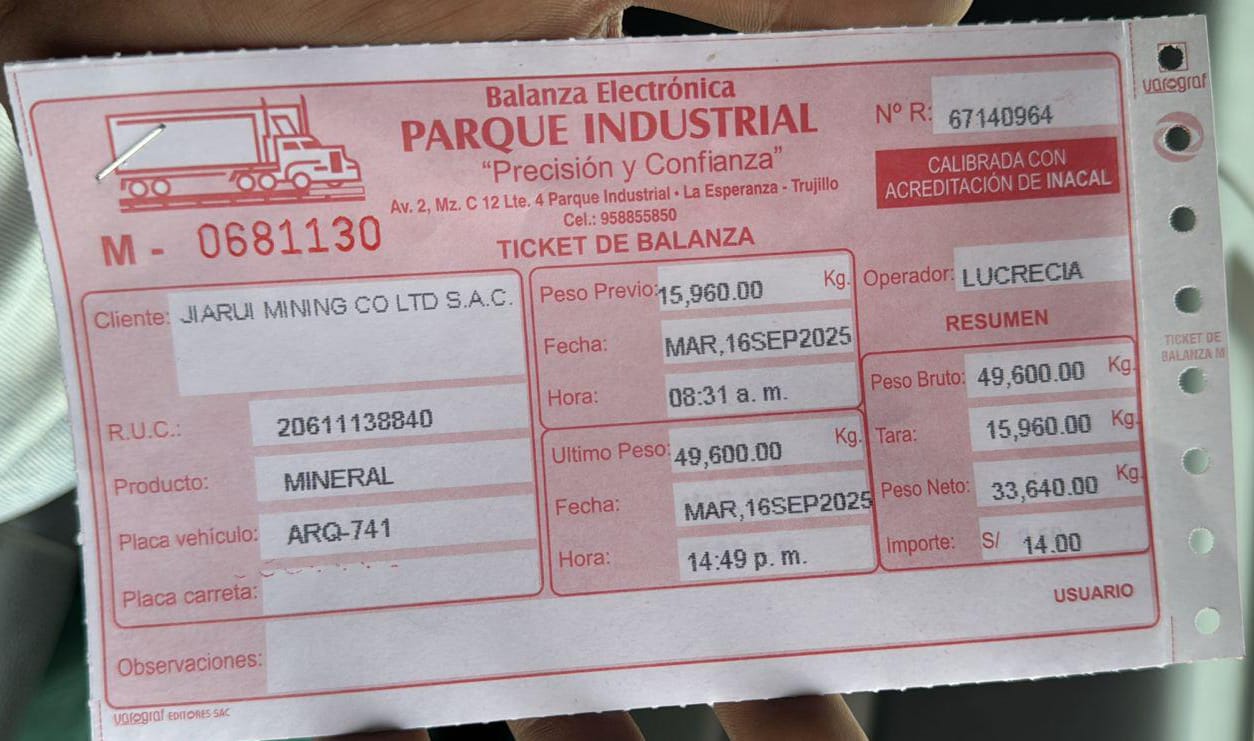 varograf
Balanza Electrónica
PARQUE INDUSTRIAL
“Precisión y Confianza”
Av. 2, Mz. C 12 Lte. 4 Parque Industrial • La Esperanza - Trujillo
Cel.: 958855850
Nº R: 67140964
CALIBRADA CON
ACREDITACIÓN DE INACAL
M - 0681130
TICKET DE BALANZA
Cliente: JIARUI MINING CO LTD S.A.C.
R.U.C.: 20611138840
Producto: MINERAL
Placa vehículo: ARQ-741
Placa carreta:
Observaciones:
Peso Previo: 15,960.00 Kg.
Fecha: MAR,16SEP2025
Hora: 08:31 a. m.
Ultimo Peso: 49,600.00 Kg.
Fecha: MAR,16SEP2025
Hora: 14:49 p. m.
Operador: LUCRECIA
RESUMEN
Peso Bruto: 49,600.00 Kg.
Tara: 15,960.00 Kg.
Peso Neto: 33,640.00 Kg.
Importe: S/ 14.00
USUARIO
TICKET DE
BALANZA M
varograf EDITORES SAC